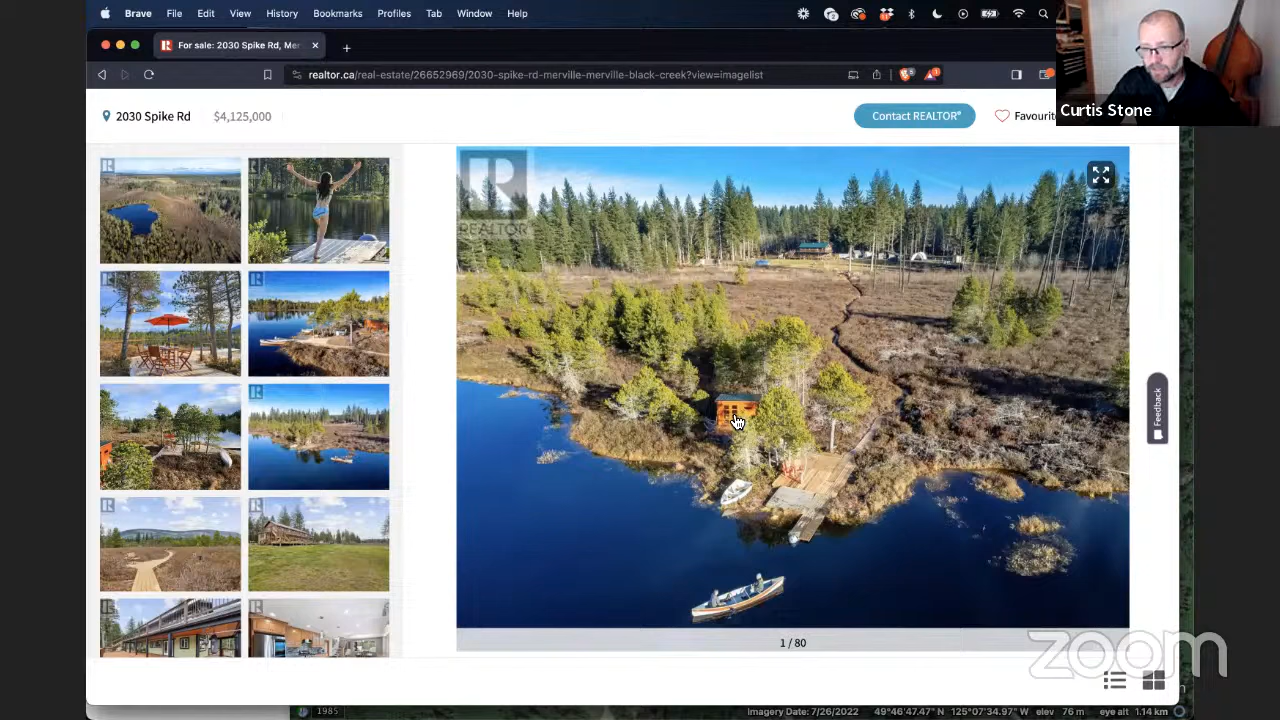 Brave File Edit View History Bookmarks Profiles Tab Window Help
For sale: 2030 Spike Rd, Mer
realtor.ca/real-estate/26652969/2030-spike-rd-merville-merville-black-creek?view=imagelist
Curtis Stone
2030 Spike Rd $4,125,000
Contact REALTOR®
Favourite
R
REALTOR
Feedback
1 / 80
zoom
1985
Imagery Date: 7/26/2022 49°46'47.47" N 125°07'34.97" W elev 76 m eye alt 1.14 km